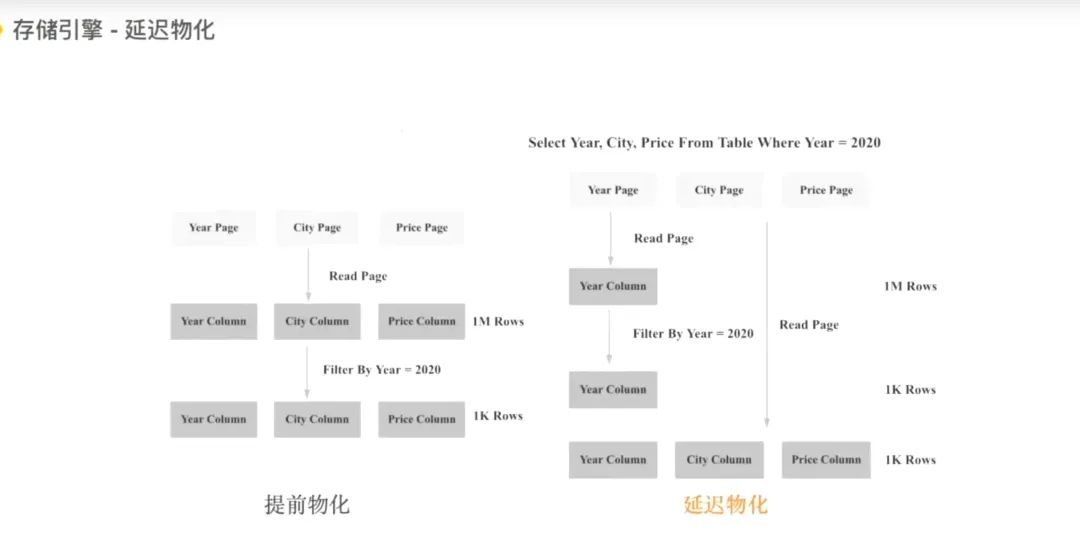 存储引擎 - 延迟物化
Year Page City Page Price Page
Read Page
Year Column City Column Price Column 1M Rows
Filter By Year = 2020
Year Column City Column Price Column 1K Rows
提前物化
Select Year, City, Price From Table Where Year = 2020
Year Page City Page Price Page
Read Page
Year Column 1M Rows
Read Page
Filter By Year = 2020
Year Column 1K Rows
Year Column City Column Price Column 1K Rows
延迟物化